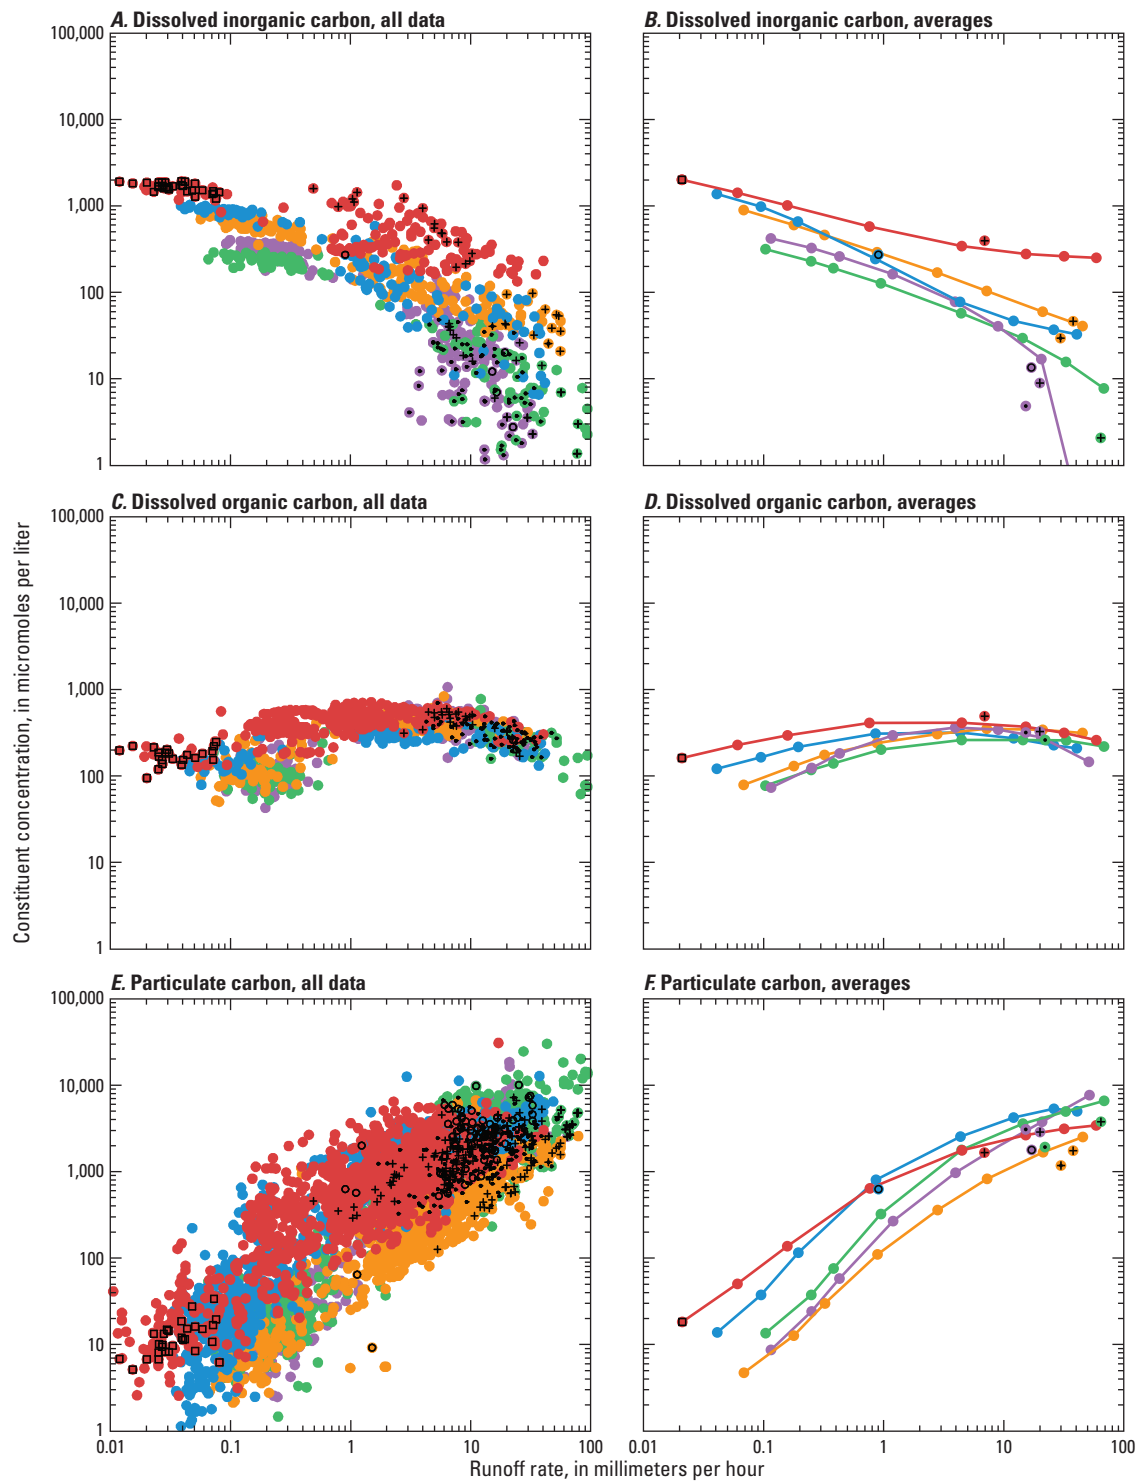 A. Dissolved inorganic carbon, all data
B. Dissolved inorganic carbon, averages
100,000
10,000
1,000
100
10
1
C. Dissolved organic carbon, all data
D. Dissolved organic carbon, averages
100,000
10,000
1,000
100
10
1
Constituent concentration, in micromoles per liter
E. Particulate carbon, all data
F. Particulate carbon, averages
100,000
10,000
1,000
100
10
1
0.01 0.1 1 10 100
0.01 0.1 1 10 100
Runoff rate, in millimeters per hour